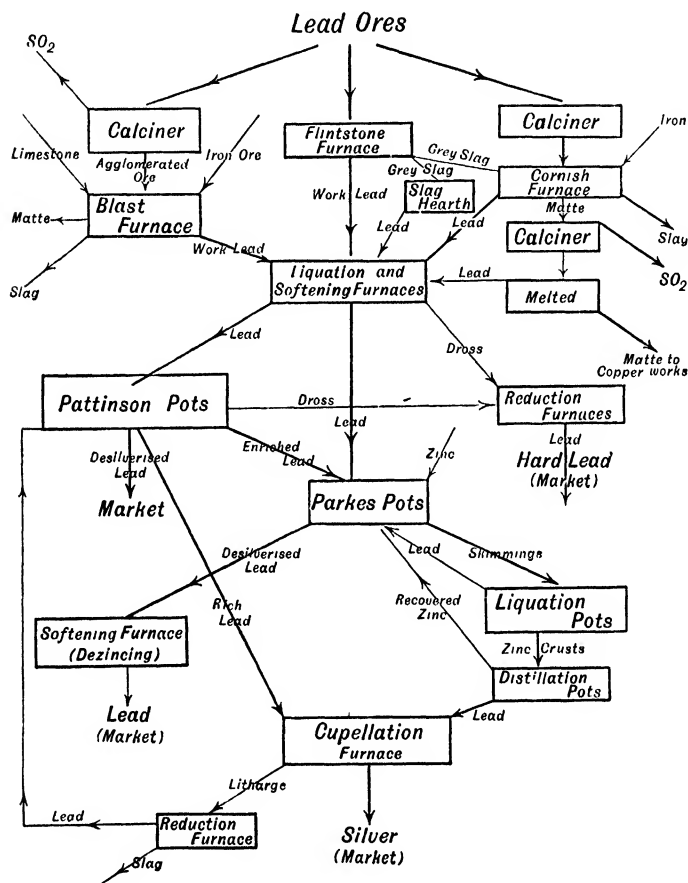 Lead Ores
SO2
Calciner
Limestone
Agglomerated
Ore
Iron Ore
Blast
Furnace
Matte
Work Lead
Slag
Flintstone
Furnace
Grey Slag
Grey Slag
Work Lead
Slag
Hearth
Lead
Calciner
Iron
Cornish
Furnace
Matte
Lead
Slay
Calciner
SO2
Lead
Melted
Matte to
Copper works
Liquation and
Softening Furnaces
Lead
Dross
Pattinson Pots
Dross
Lead
Reduction
Furnaces
Lead
Hard Lead
(Market)
Desilverised
Lead
Market
Enriched
Lead
Zinc
Parkes Pots
Desilverised
Lead
Lead
Skimmings
Rich
Lead
Recovered
Zinc
Liquation
Pots
Zinc Crusts
Distillation
Pots
Softening Furnace
(Dezincing)
Lead
(Market)
Lead
Cupellation
Furnace
Litharge
Lead
Reduction
Furnace
Slag
Silver
(Market)